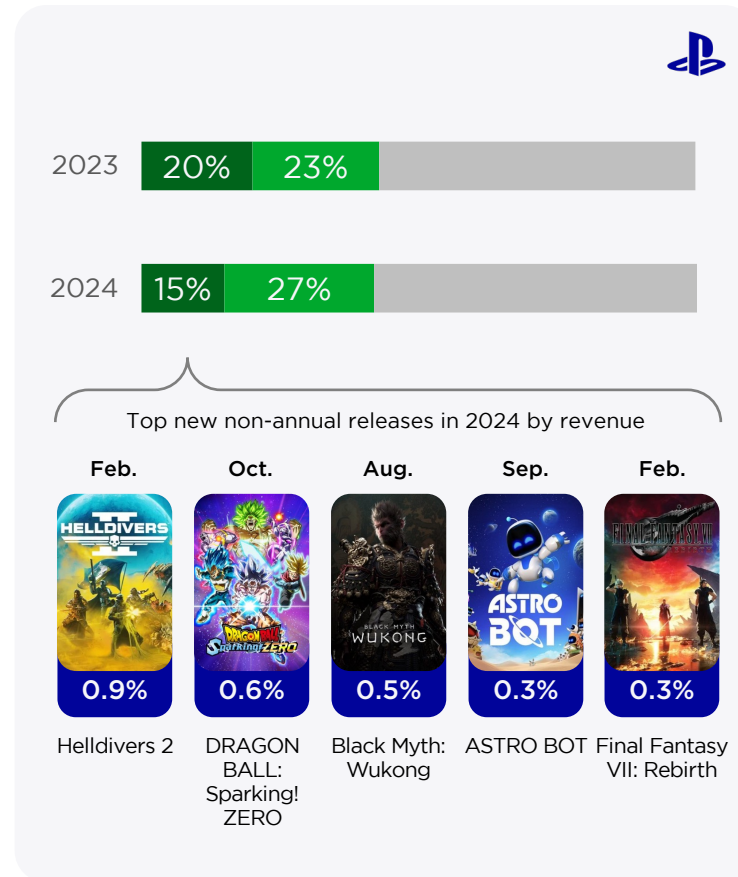 2023 20% 23%
2024 15% 27%
Top new non-annual releases in 2024 by revenue
Feb. Oct. Aug. Sep. Feb.
HELLDIVERS
II
DRAGON BALL
Sparking! ZERO
BLACK MYTH
WUKONG
ASTRO
BOT
FINAL FANTASY VII
0.9% 0.6% 0.5% 0.3% 0.3%
Helldivers 2
DRAGON
BALL:
Sparking!
ZERO
Black Myth:
Wukong
ASTRO BOT
Final Fantasy
VII: Rebirth